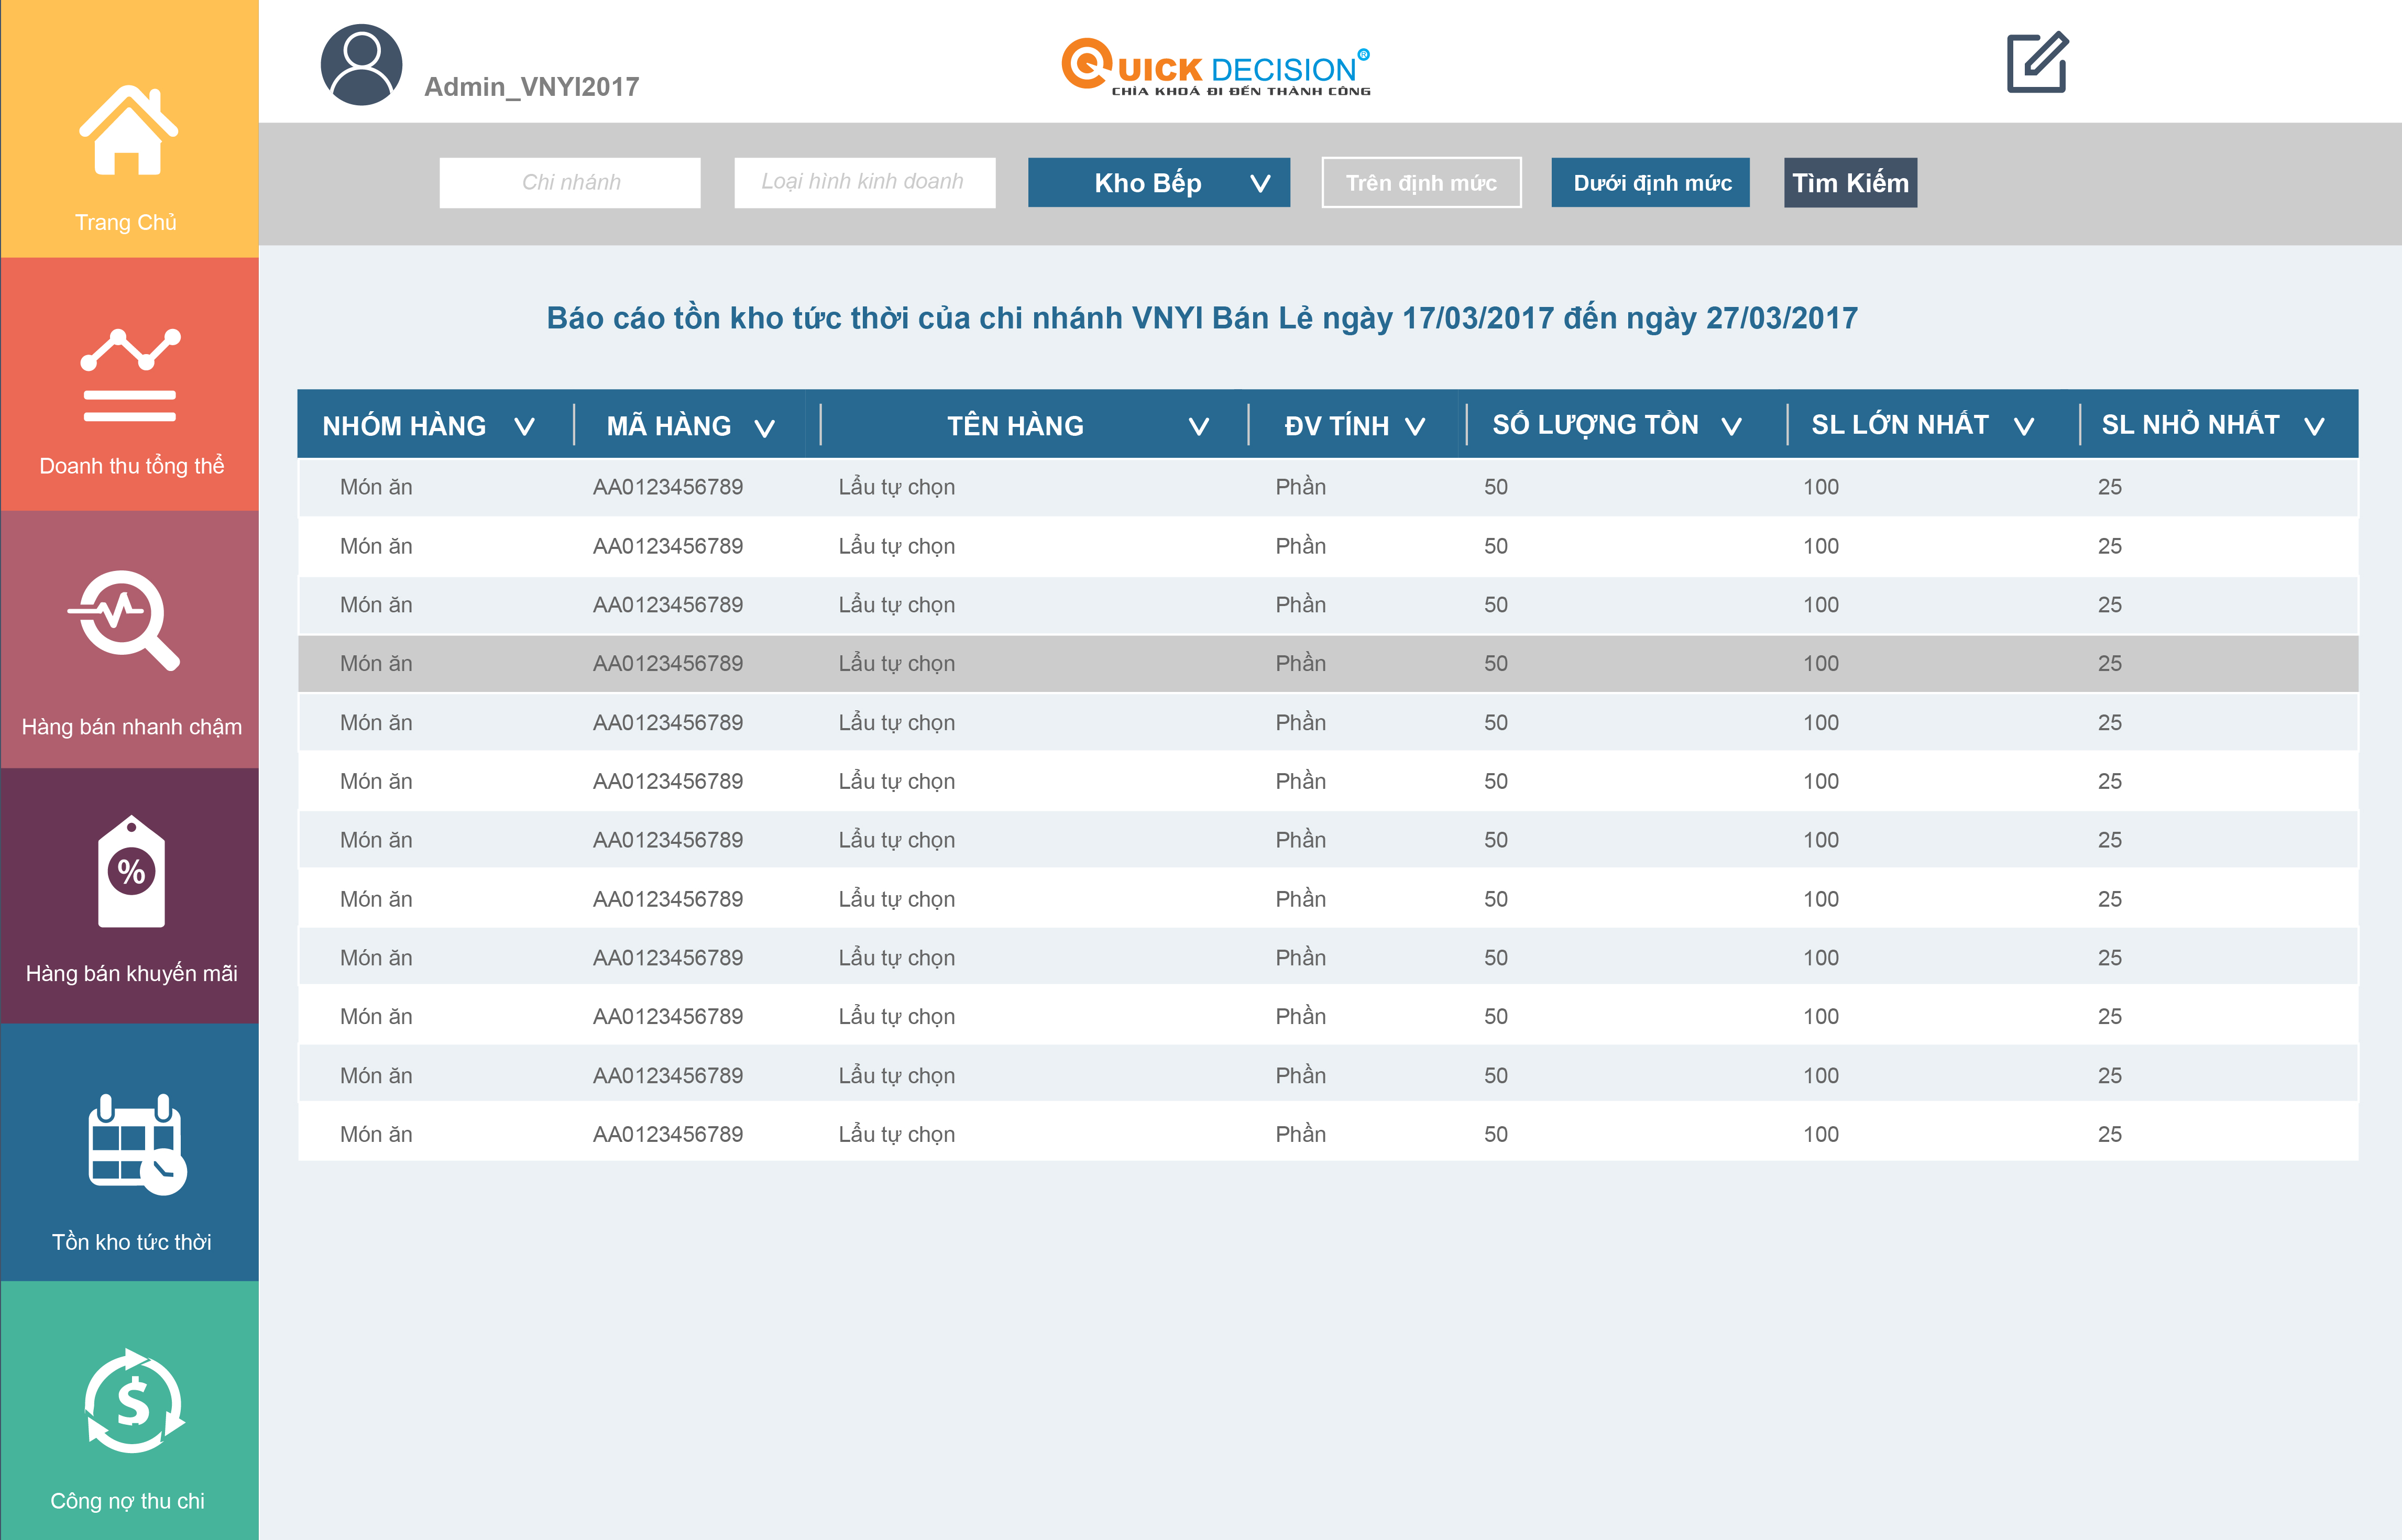 Admin_VNYI2017
QUICK DECISION®
CHÌA KHOÁ ĐI ĐẾN THÀNH CÔNG
Chi nhánh Loại hình kinh doanh Kho Bếp Trên định mức Dưới định mức Tìm Kiếm
Trang Chủ
Doanh thu tổng thể
Hàng bán nhanh chậm
%
Hàng bán khuyến mãi
Tồn kho tức thời
$
Công nợ thu chi
Báo cáo tồn kho tức thời của chi nhánh VNYI Bán Lẻ ngày 17/03/2017 đến ngày 27/03/2017
NHÓM HÀNG MÃ HÀNG TÊN HÀNG ĐV TÍNH SỐ LƯỢNG TỒN SL LỚN NHẤT SL NHỎ NHẤT
Món ăn AA0123456789 Lẩu tự chọn Phần 50 100 25
Món ăn AA0123456789 Lẩu tự chọn Phần 50 100 25
Món ăn AA0123456789 Lẩu tự chọn Phần 50 100 25
Món ăn AA0123456789 Lẩu tự chọn Phần 50 100 25
Món ăn AA0123456789 Lẩu tự chọn Phần 50 100 25
Món ăn AA0123456789 Lẩu tự chọn Phần 50 100 25
Món ăn AA0123456789 Lẩu tự chọn Phần 50 100 25
Món ăn AA0123456789 Lẩu tự chọn Phần 50 100 25
Món ăn AA0123456789 Lẩu tự chọn Phần 50 100 25
Món ăn AA0123456789 Lẩu tự chọn Phần 50 100 25
Món ăn AA0123456789 Lẩu tự chọn Phần 50 100 25
Món ăn AA0123456789 Lẩu tự chọn Phần 50 100 25